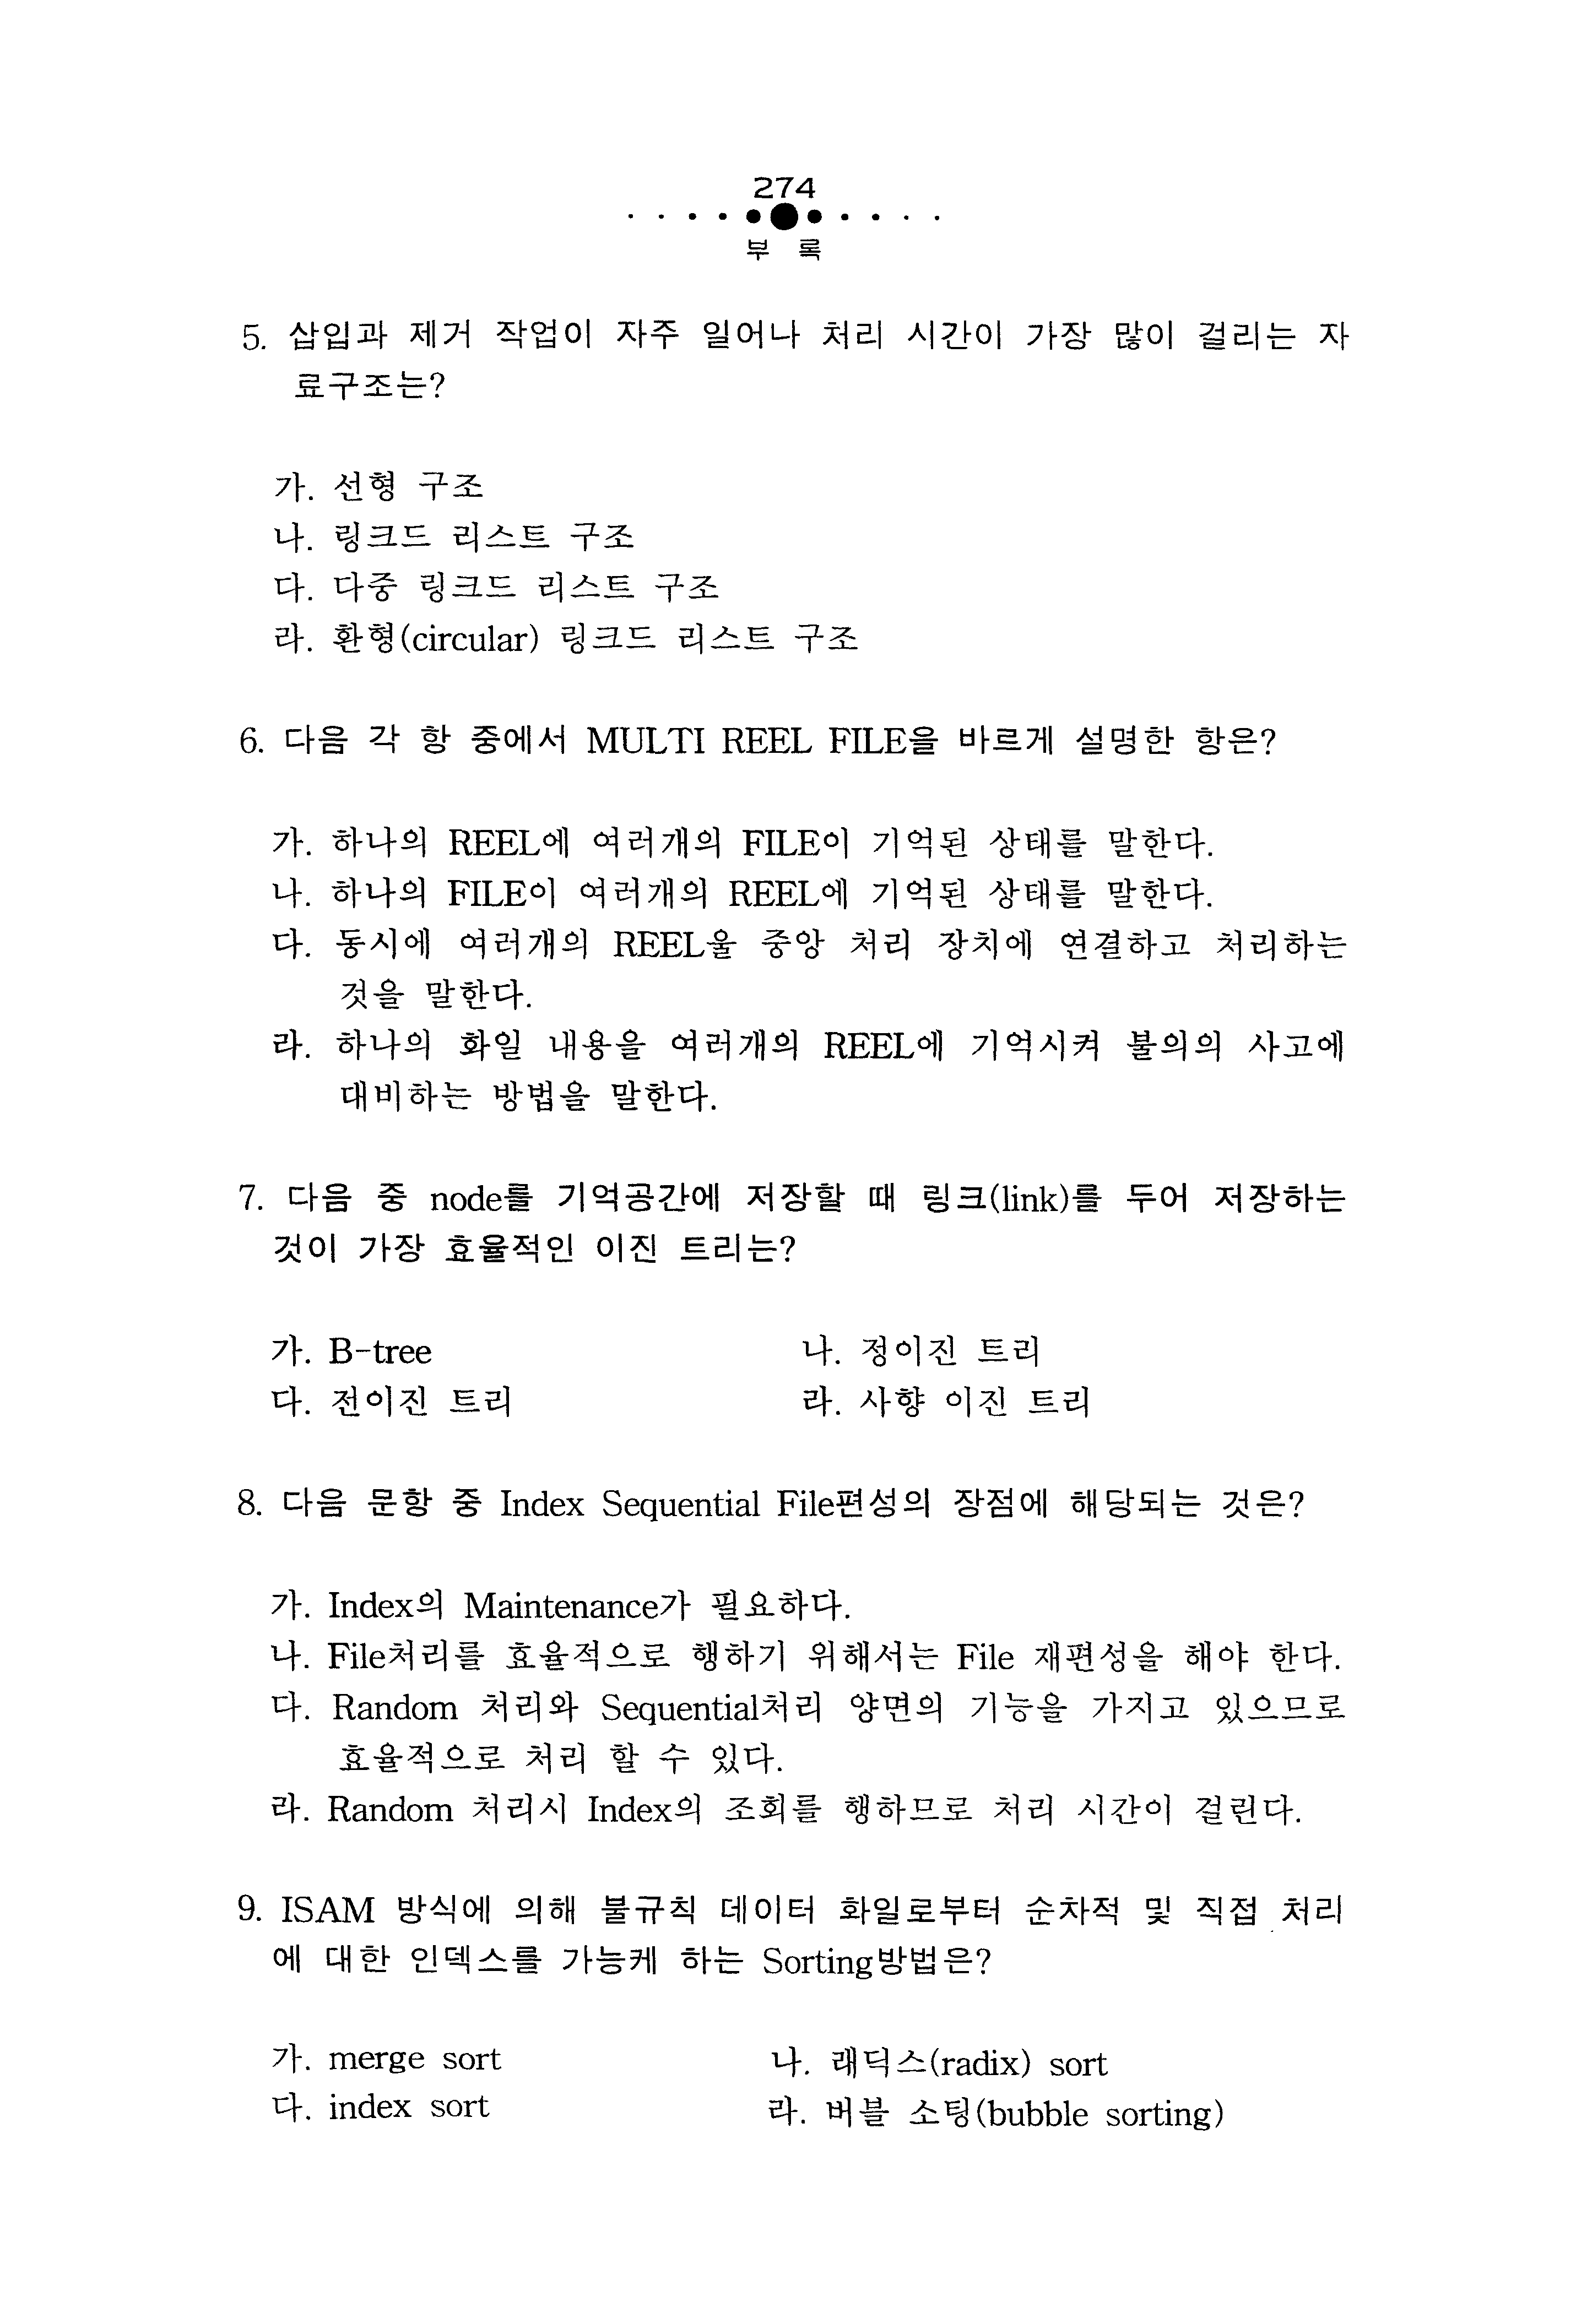 274
부 록
5. 삽입과 제거 작업이 자주 일어나 처리 시간이 가장 많이 걸리는 자
료구조는?
가. 선형 구조
나. 링크드 리스트 구조
다. 다중 링크드 리스트 구조
라. 환형(circular) 링크드 리스트 구조
6. 다음 각 항 중에서 MULTI REEL FILE을 바르게 설명한 항은?
가. 하나의 REEL에 여러개의 FILE이 기억된 상태를 말한다.
나. 하나의 FILE이 여러개의 REEL에 기억된 상태를 말한다.
다. 동시에 여러개의 REEL울 중앙 처리 장치에 연결하고 처리하는
것을 말한다.
라. 하나의 화일 내용을 여러개의 REEL에 기억시켜 불의의 사고에
대비하는 방법을 말한다.
7. 다음 중 node를 기억공간에 저장할 때 링크(link)를 두어 저장하는
것이 가장 효율적인 이진 트리는?
가. B-tree
나. 정이진 트리
다. 전이진 트리
라. 사향 이진 트리
8. 다음 문항 중 Index Sequential File편성의 장점에 해당되는 것은?
가. Index의 Maintenance가 필요하다.
나. File처리를 효율적으로 행하기 위해서는 File 재편성을 해야 한다.
다. Random 처리와 Sequential처리 양면의 기능을 가지고 있으므로
효율적으로 처리 할 수 있다.
라. Random 처리시 Index의 조회를 행하므로 처리 시간이 걸린다.
9. ISAM 방식에 의해 불규칙 데이터 화일로부터 순차적 및 직접 처리
에 대한 인덱스를 가능케 하는 Sorting방법은?
가. merge sort
나. 래딕스(radix) sort
다. index sort
라. 버블 소팅(bubble sorting)